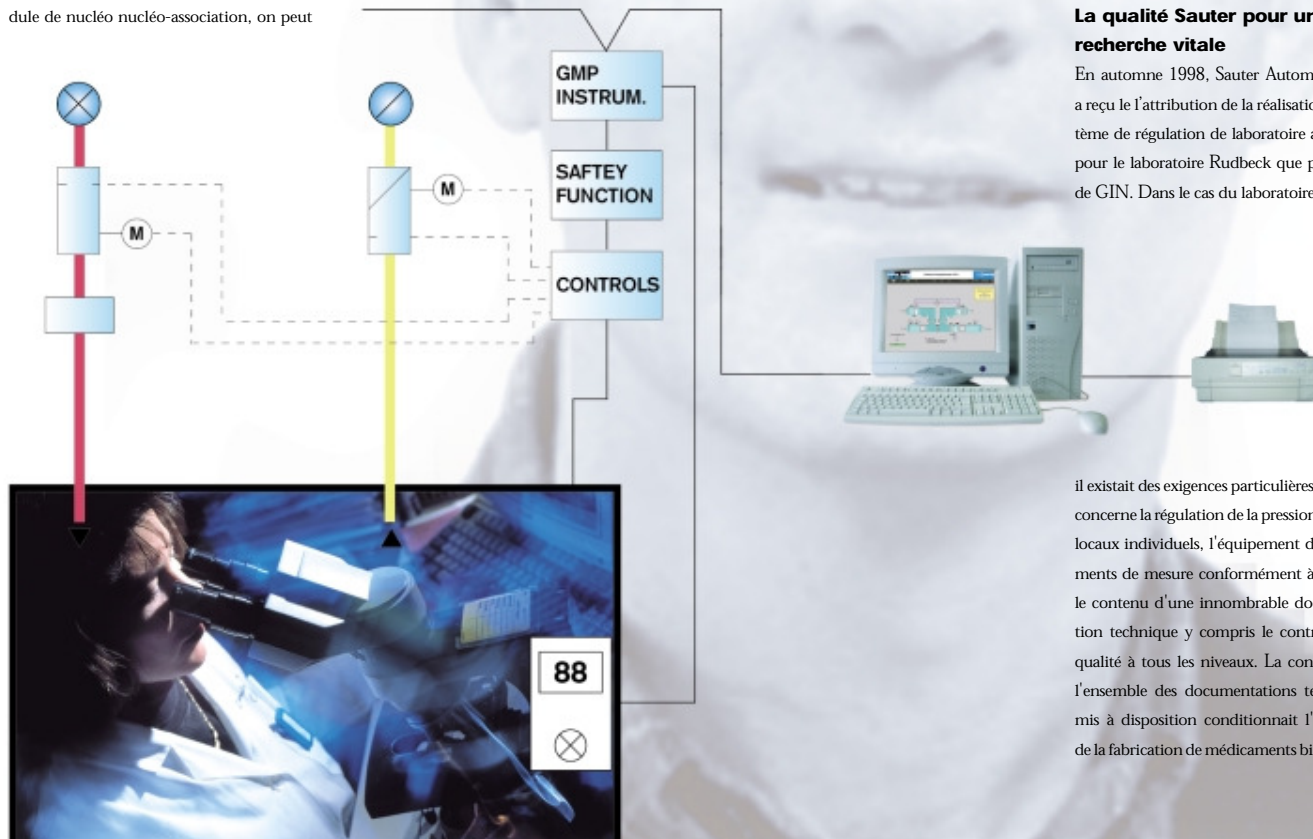 dule de nucléo nucléo-association, on peut
GMP
INSTRUM.
SAFTEY
FUNCTION
CONTROLS
M
M
88
La qualité Sauter pour un
recherche vitale
En automne 1998, Sauter Autom
a reçu le l'attribution de la réalisatio
tème de régulation de laboratoire a
pour le laboratoire Rudbeck que p
de GIN. Dans le cas du laboratoire
il existait des exigences particulières
concerne la régulation de la pression
locaux individuels, l'équipement d
ments de mesure conformément à
le contenu d'une innombrable do
tion technique y compris le contr
qualité à tous les niveaux. La con
l'ensemble des documentations te
mis à disposition conditionnait l'
de la fabrication de médicaments bi